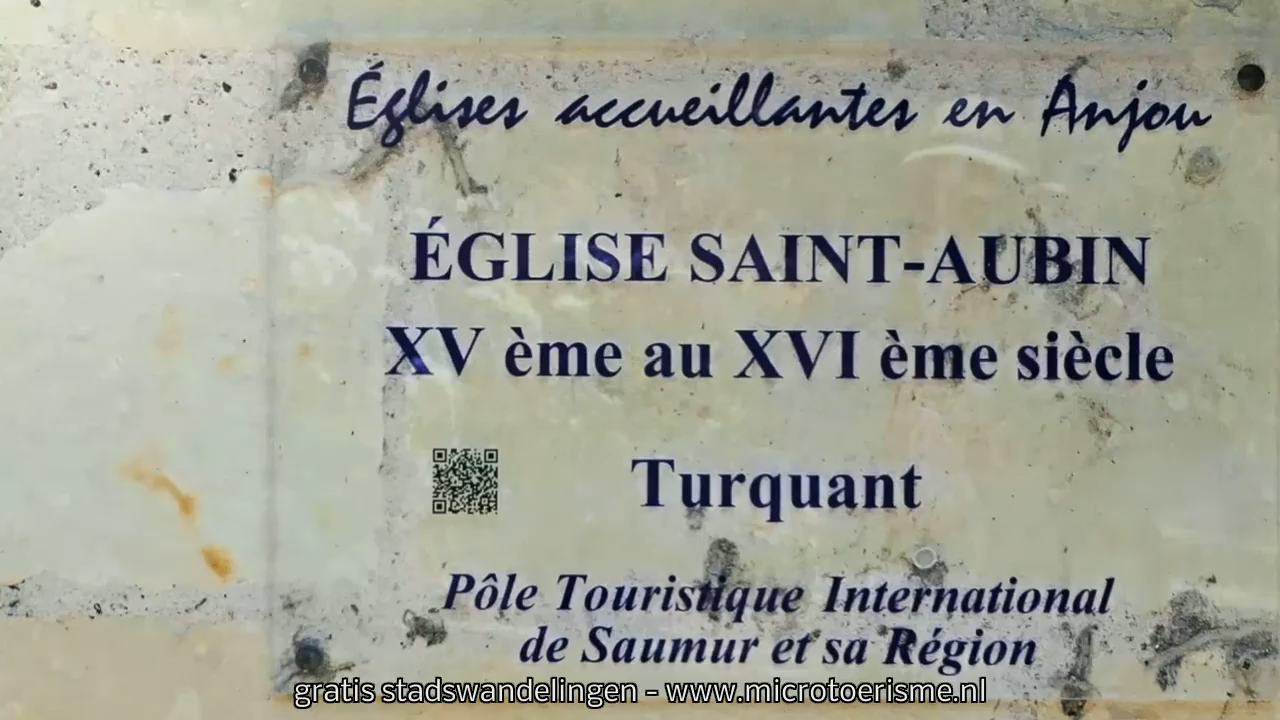 Églises accueillantes en Anjou
ÉGLISE SAINT-AUBIN
XV ème au XVI ème siècle
Turquant
Pôle Touristique International
de Saumur et sa Région
gratis stadswandelingen - www.microtoerisme.nl